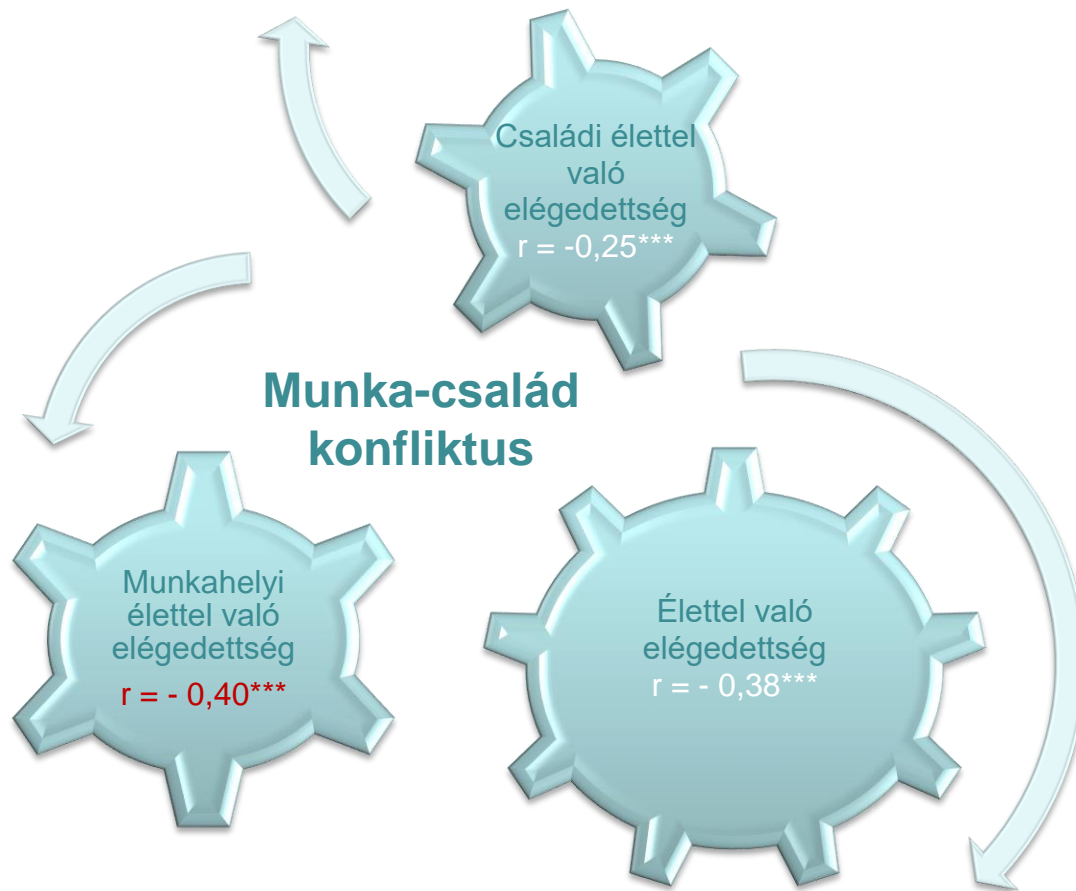 Családi élettel
való
elégedettség
r = -0,25***
Munka-család
konfliktus
Munkahelyi
élettel való
elégedettség
r = - 0,40***
Élettel való
elégedettség
r = - 0,38***